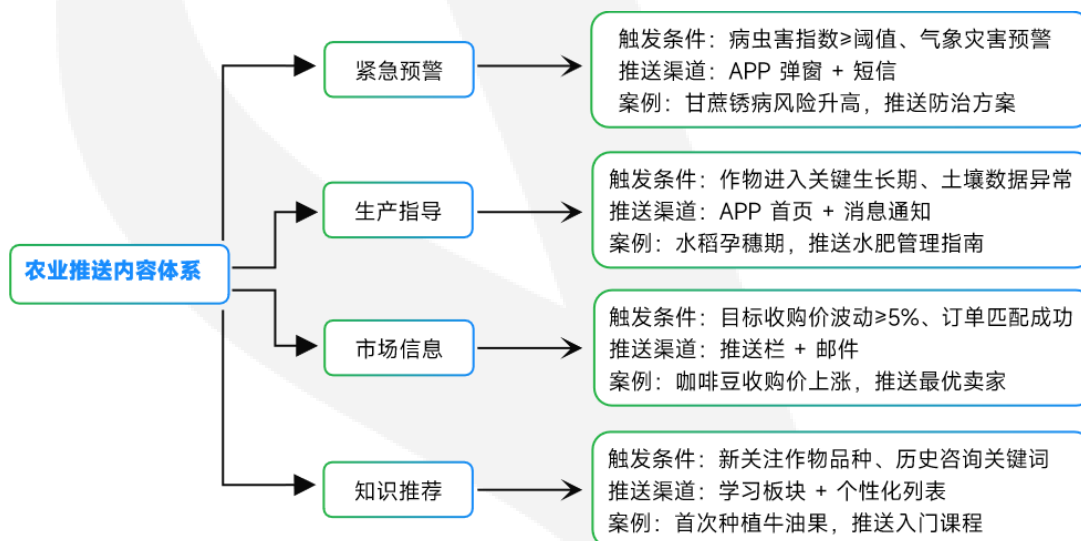 农业推送内容体系
紧急预警
触发条件：病虫害指数≥阈值、气象灾害预警
推送渠道：APP 弹窗 + 短信
案例：甘蔗锈病风险升高，推送防治方案
生产指导
触发条件：作物进入关键生长期、土壤数据异常
推送渠道：APP 首页 + 消息通知
案例：水稻孕穗期，推送水肥管理指南
市场信息
触发条件：目标收购价波动≥5%、订单匹配成功
推送渠道：推送栏 + 邮件
案例：咖啡豆收购价上涨，推送最优卖家
知识推荐
触发条件：新关注作物品种、历史咨询关键词
推送渠道：学习板块 + 个性化列表
案例：首次种植牛油果，推送入门课程